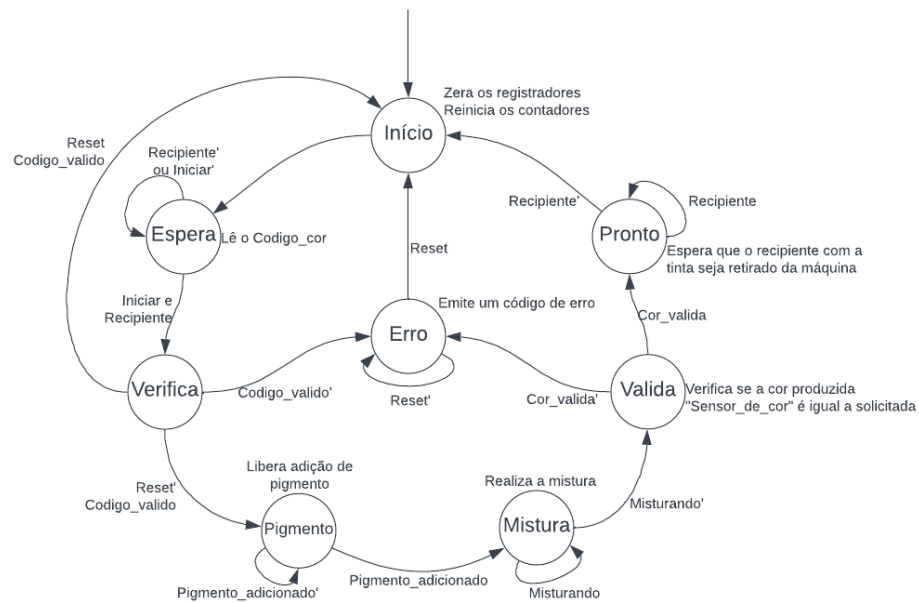 Zera os registradores
Reinicia os contadores
Início
Reset
Codigo_valido
Recipiente'
ou Iniciar'
Espera
Lê o Codigo_cor
Iniciar e
Recipiente
Recipiente'
Recipiente
Pronto
Espera que o recipiente com a
tinta seja retirado da máquina
Reset
Emite um código de erro
Erro
Reset'
Cor_valida
Verifica
Codigo_valido'
Cor_valida'
Valida
Verifica se a cor produzida
"Sensor_de_cor" é igual a solicitada
Reset'
Codigo_valido
Libera adição de
pigmento
Pigmento
Pigmento_adicionado'
Pigmento_adicionado
Realiza a mistura
Mistura
Misturando'
Misturando